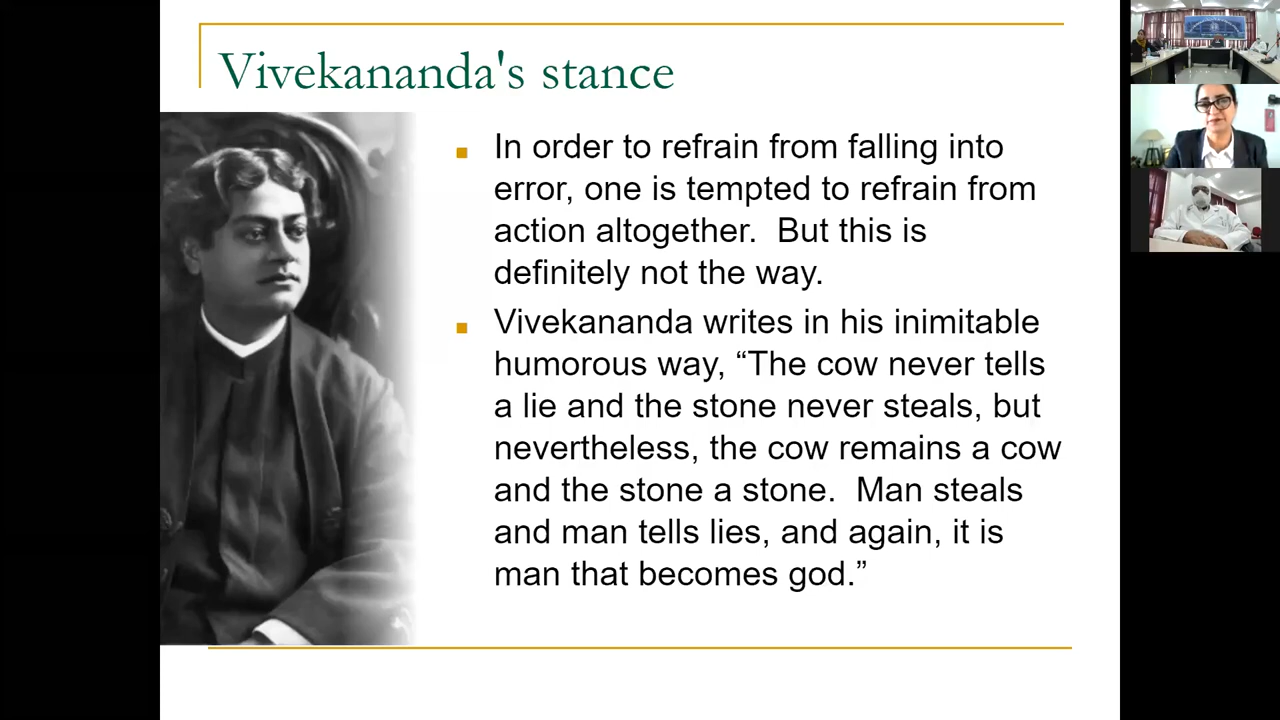 Vivekananda's stance
In order to refrain from falling into
error, one is tempted to refrain from
action altogether.  But this is
definitely not the way.
Vivekananda writes in his inimitable
humorous way, “The cow never tells
a lie and the stone never steals, but
nevertheless, the cow remains a cow
and the stone a stone.  Man steals
and man tells lies, and again, it is
man that becomes god.”